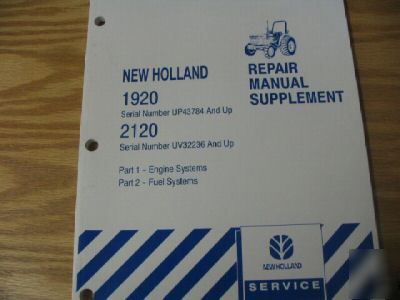 NEW HOLLAND
1920
Serial Number UP43784 And Up
2120
Serial Number UV32236 And Up
Part 1 - Engine Systems
Part 2 - Fuel Systems
REPAIR
MANUAL
SUPPLEMENT
NEW HOLLAND
SERVICE